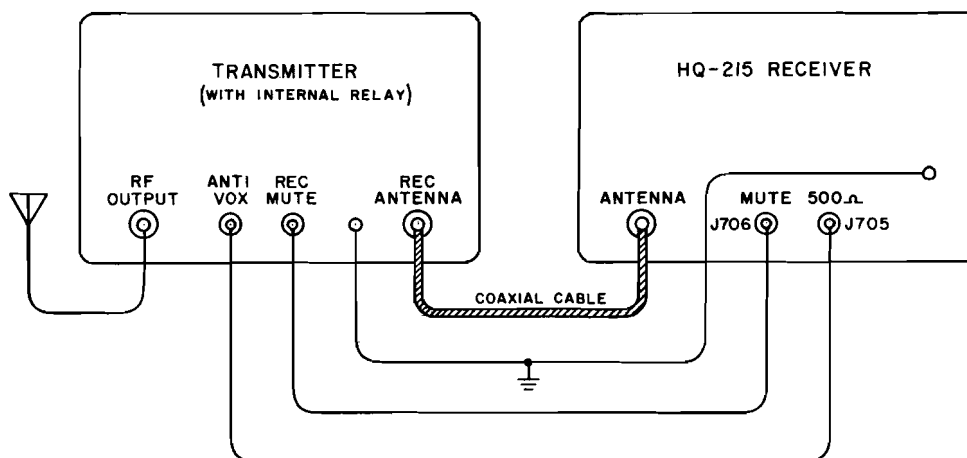 TRANSMITTER
(WITH INTERNAL RELAY)
HQ-215 RECEIVER
RF
OUTPUT
ANTI
VOX
REC
MUTE
REC
ANTENNA
ANTENNA
MUTE
500Ω
J706
J705
COAXIAL CABLE